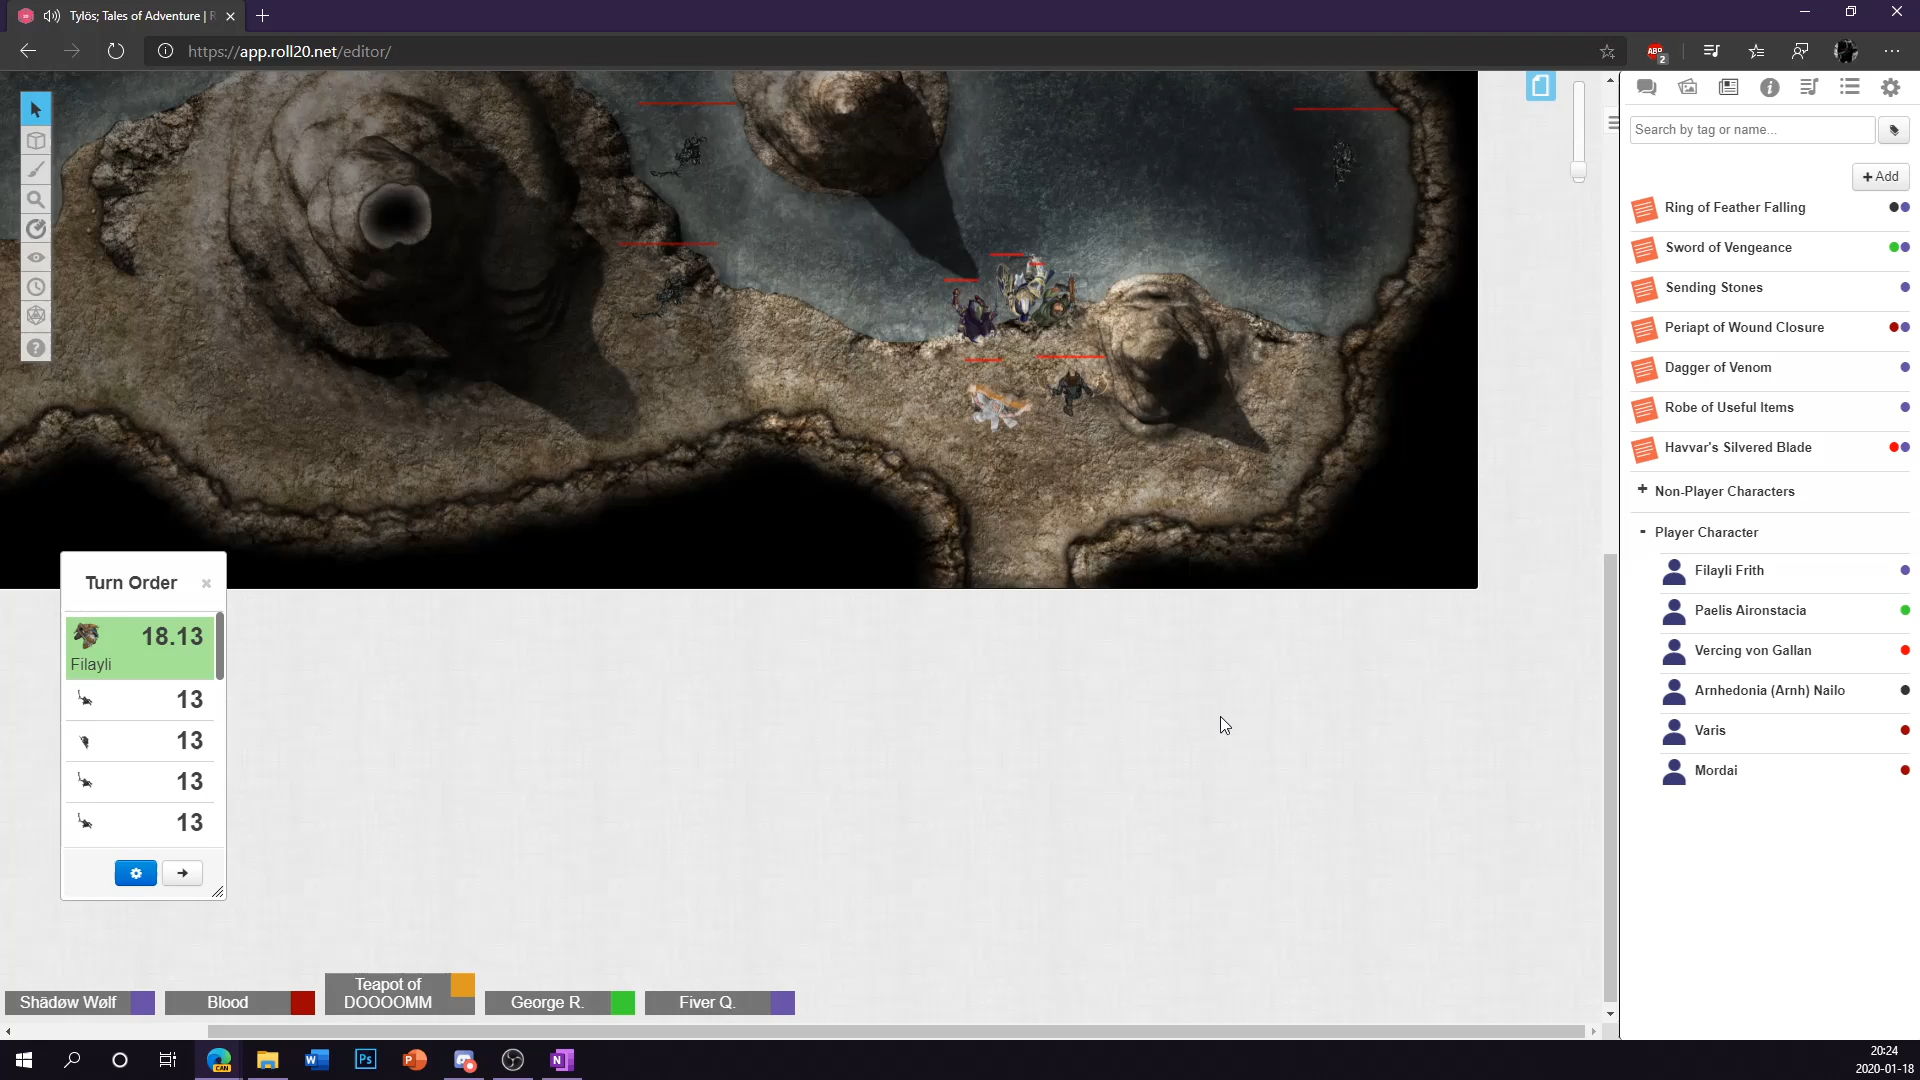 Tylös; Tales of Adventure | R
https://app.roll20.net/editor/
ABP
2
Search by tag or name...
+ Add
Ring of Feather Falling
Sword of Vengeance
Sending Stones
Periapt of Wound Closure
Dagger of Venom
Robe of Useful Items
Havvar's Silvered Blade
+ Non-Player Characters
- Player Character
Filayli Frith
Paelis Aironstacia
Vercing von Gallan
Arnhedonia (Arnh) Nailo
Varis
Mordai
Turn Order
18.13
Filayli
13
13
13
13
Shädøw Wølf
Blood
Teapot of
DOOOOMM
George R.
Fiver Q.
CAN
W
Ps
P
N
20:24
2020-01-18